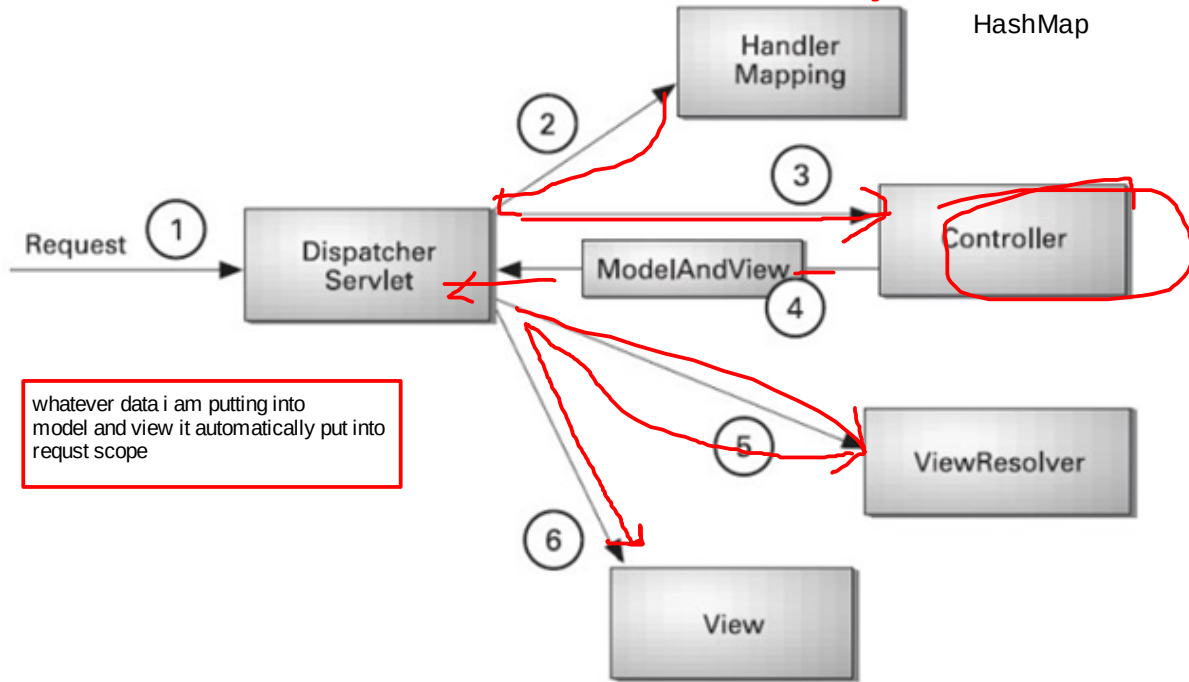 HashMap
Handler
Mapping
2
3
1
Request
Dispatcher
Servlet
Controller
ModelAndView
4
whatever data i am putting into
model and view it automatically put into
requst scope
5
ViewResolver
6
View